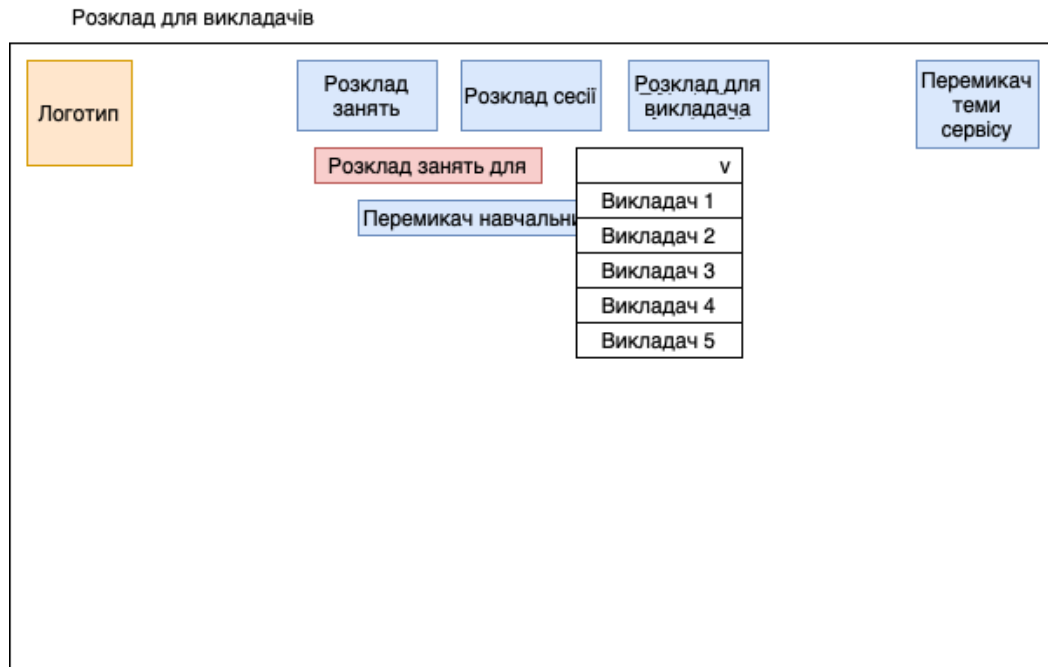 Розклад для викладачів
Логотип
Розклад
занять
Розклад сесії
Розклад для
викладача
Перемикач
теми
сервісу
Розклад занять для
v
Перемикач
Викладач 1
Викладач 2
Викладач 3
Викладач 4
Викладач 5